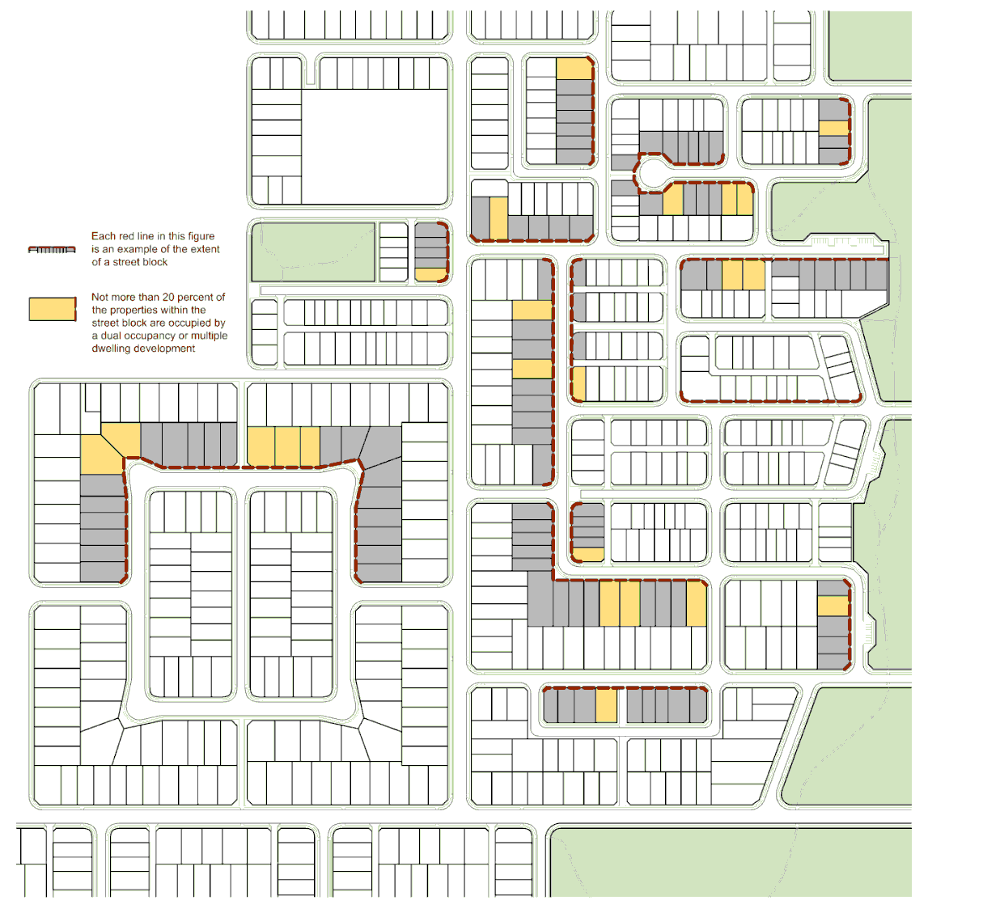 Each red line in this figure
is an example of the extent
of a street block
Not more than 20 percent of
the properties within the
street block are occupied by
a dual occupancy or multiple
dwelling development